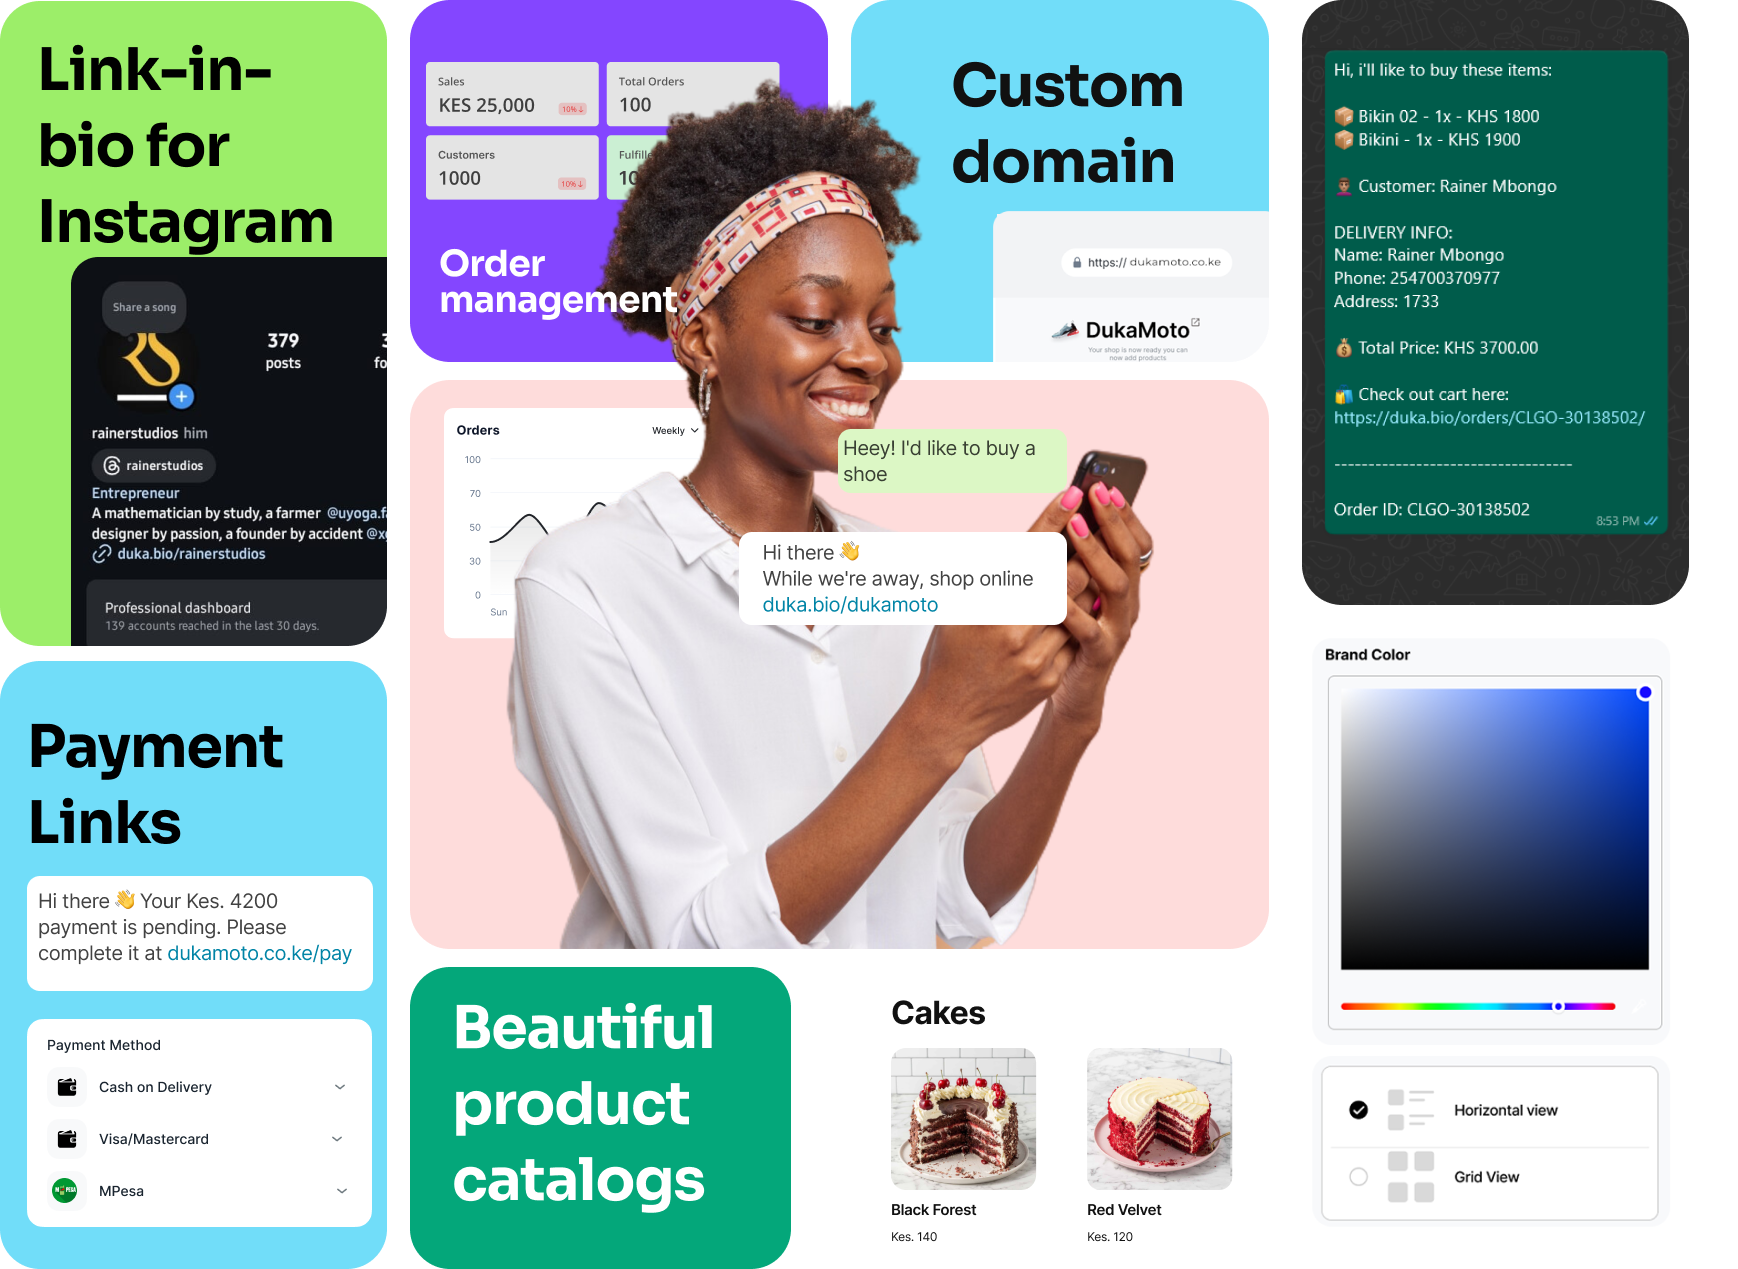 Link-in-
bio for
Instagram
Share a song
379
posts
rainerstudios him
rainerstudios
Entrepreneur
A mathematician by study, a farmer @uyoga.fa
designer by passion, a founder by accident @x
duka.bio/rainerstudios
Professional dashboard
139 accounts reached in the last 30 days.
Payment
Links
Hi there 👋 Your Kes. 4200
payment is pending. Please
complete it at dukamoto.co.ke/pay
Payment Method
Cash on Delivery
Visa/Mastercard
MPesa
Sales
KES 25,000
10% ↓
Total Orders
100
Customers
1000
10% ↓
Fulfille
10
Order
management
Custom
domain
https:// dukamoto.co.ke
DukaMoto
Your shop is now ready you can
now add products
Orders
Weekly
100
70
50
30
0
Sun
Heey! I'd like to buy a
shoe
Hi there 👋
While we're away, shop online
duka.bio/dukamoto
Beautiful
product
catalogs
Cakes
Black Forest
Kes. 140
Red Velvet
Kes. 120
Hi, i'll like to buy these items:
📦 Bikin 02 - 1x - KHS 1800
📦 Bikini - 1x - KHS 1900
Customer: Rainer Mbongo
DELIVERY INFO:
Name: Rainer Mbongo
Phone: 254700370977
Address: 1733
💰 Total Price: KHS 3700.00
🛍️ Check out cart here:
https://duka.bio/orders/CLGO-30138502/
-----------------------------------
Order ID: CLGO-30138502
8:53 PM
Brand Color
Horizontal view
Grid View